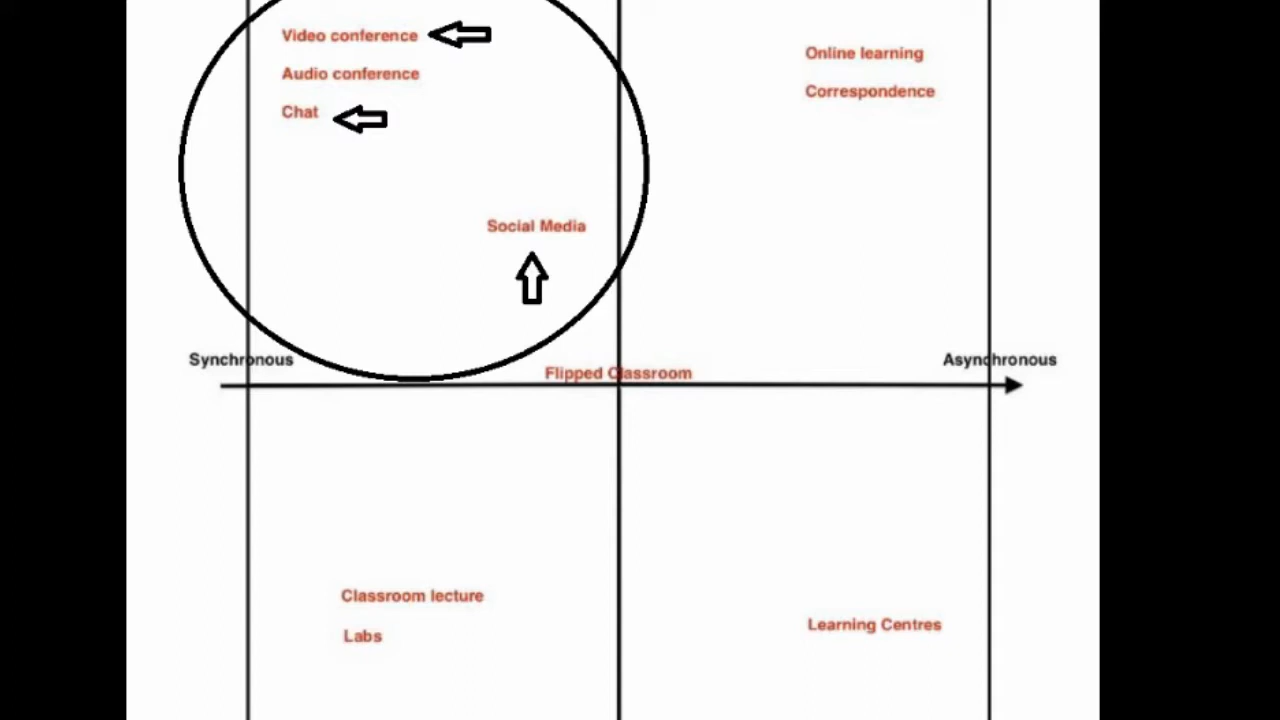 Video conference
Audio conference
Chat
Online learning
Correspondence
Social Media
Synchronous
Asynchronous
Flipped Classroom
Classroom lecture
Labs
Learning Centres